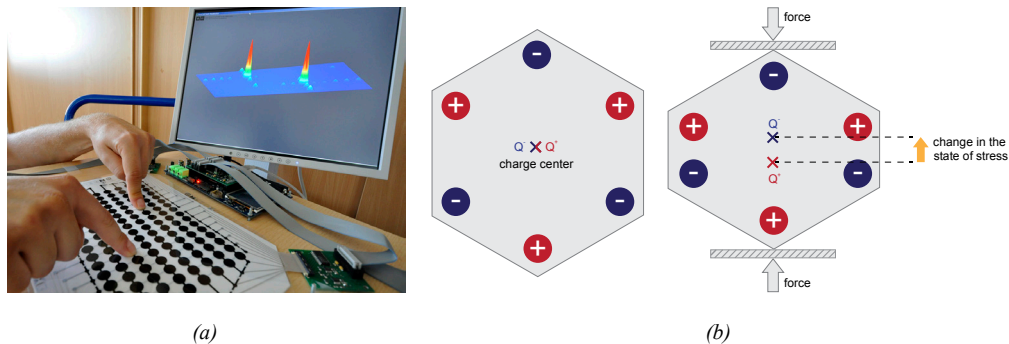 force
−
+
+
Q⁻ Q⁺
charge center
−
−
+
−
+
+
Q⁻
−
−
Q⁺
+
change in the
state of stress
force
(a)
(b)